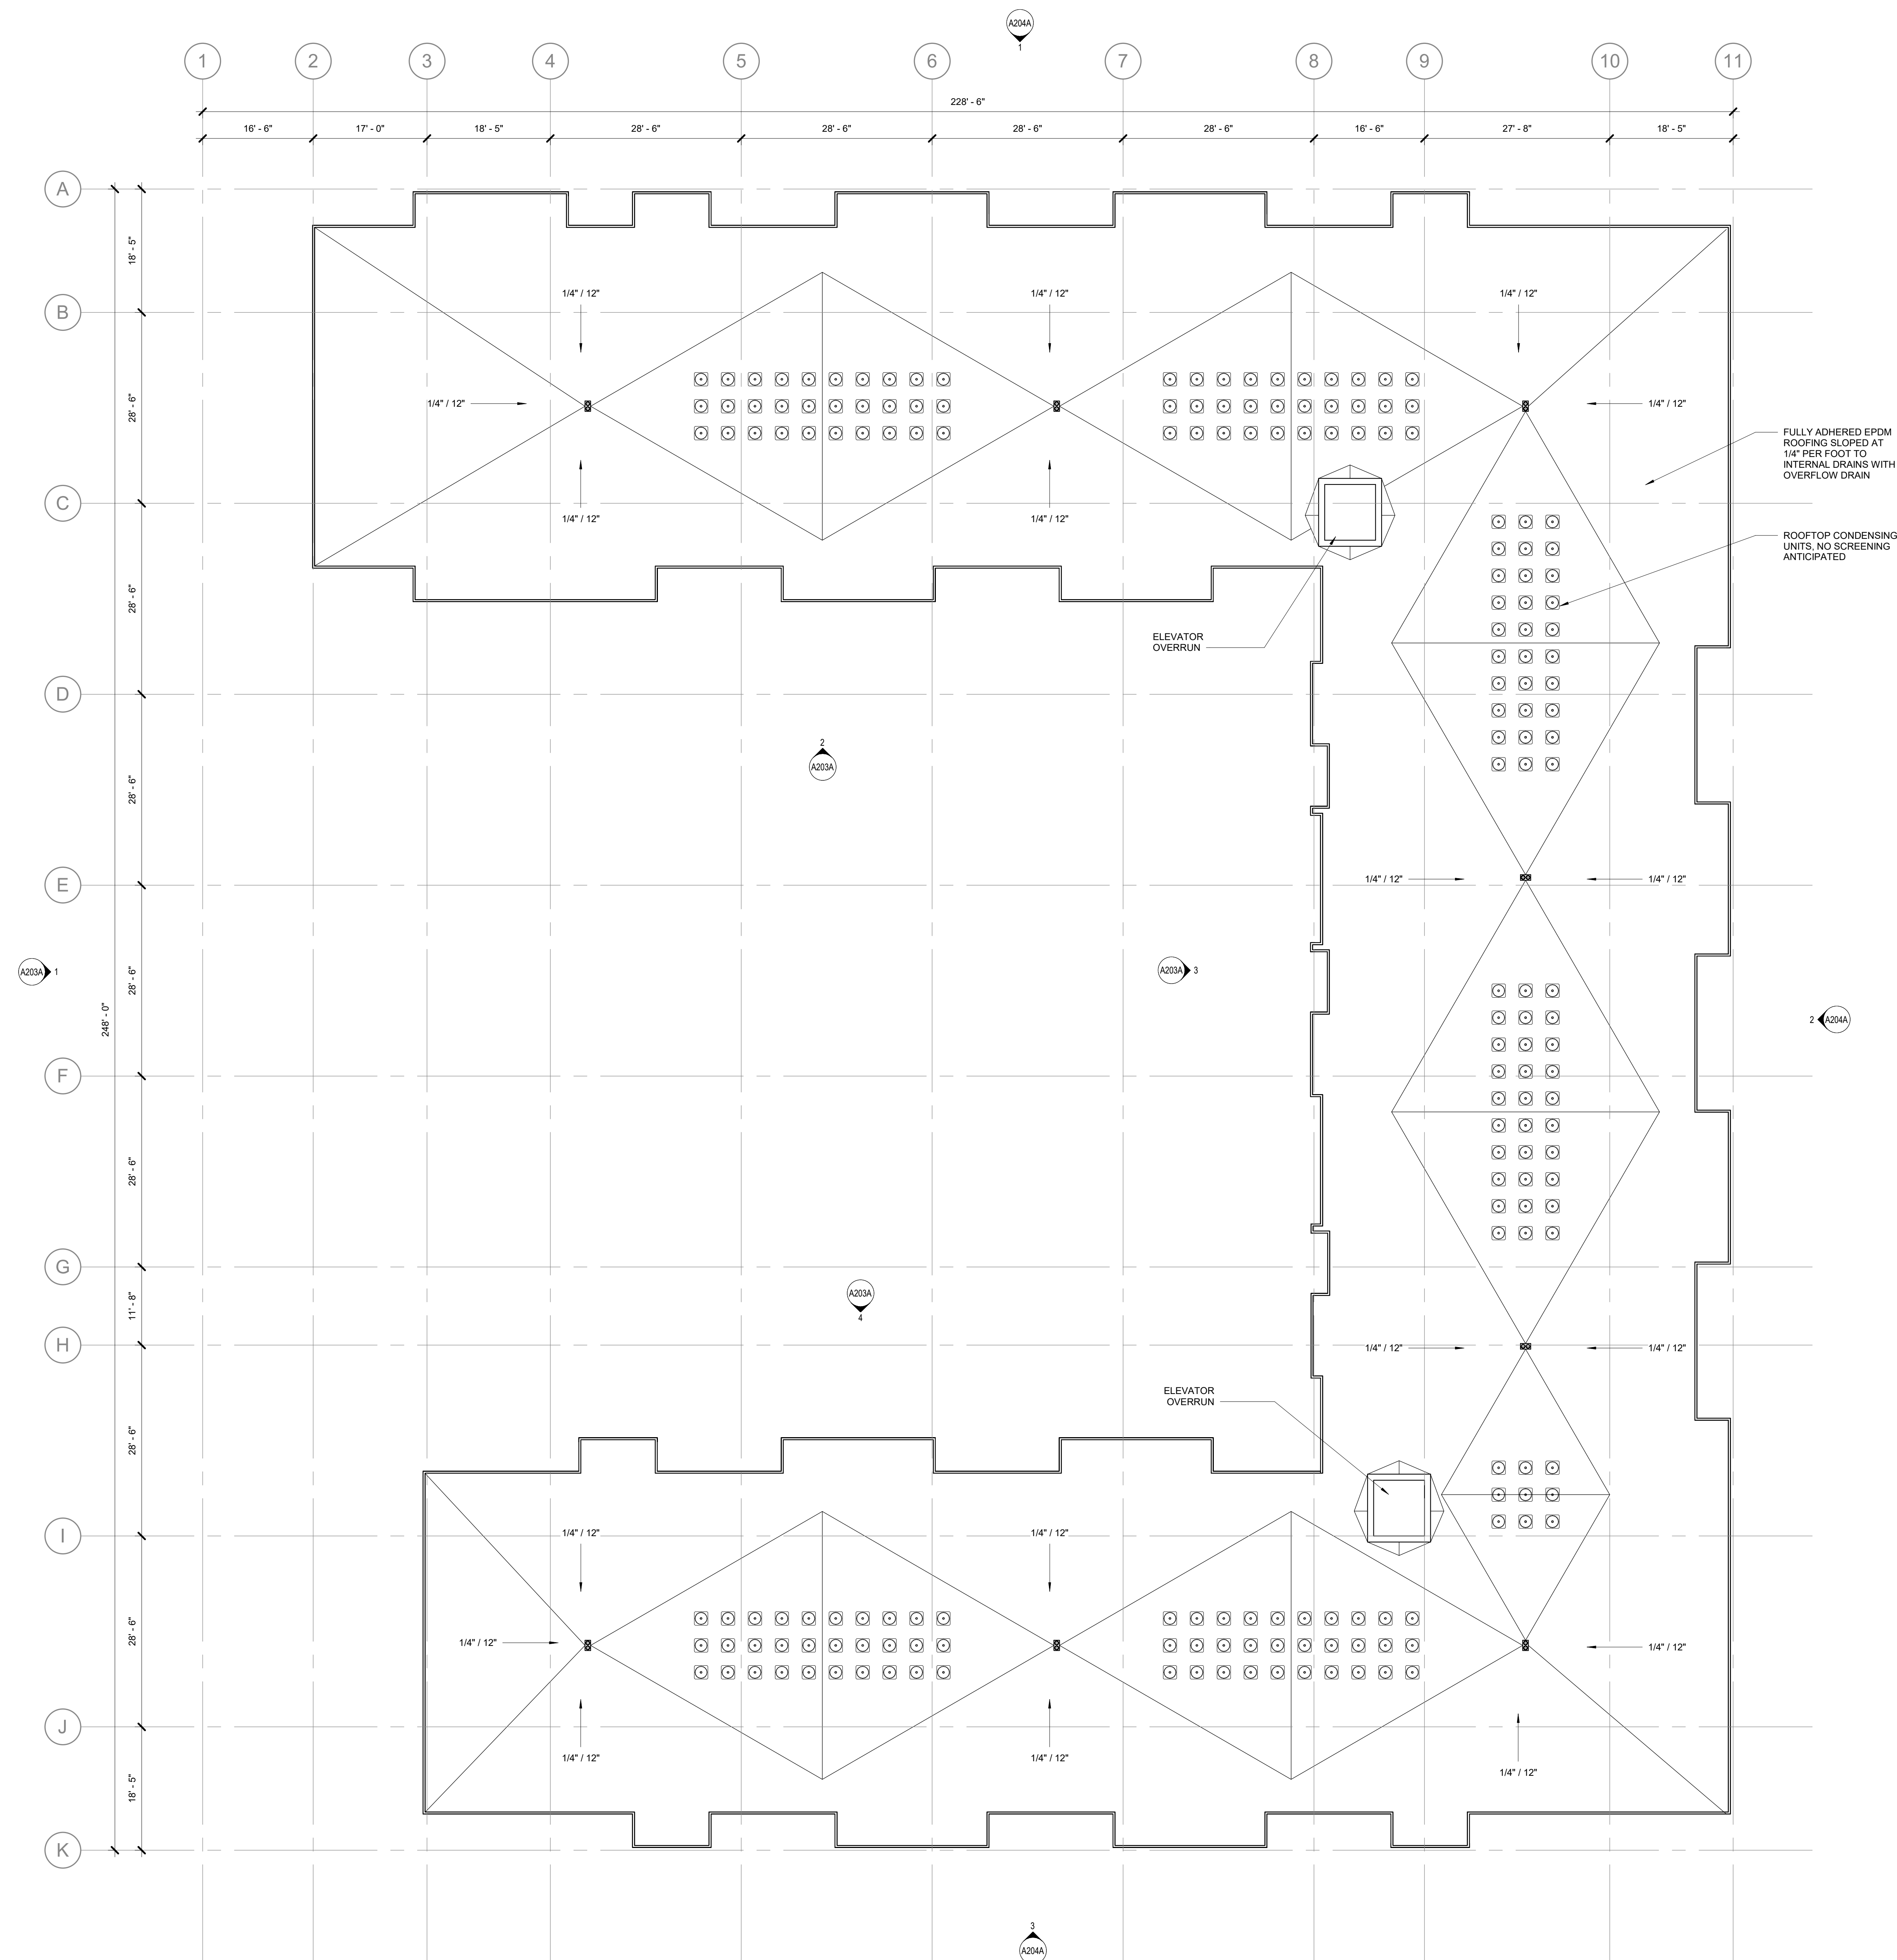 A204A
1
1 2 3 4 5 6 7 8 9 10 11
228' - 6"
16' - 6" 17' - 0" 18' - 5" 28' - 6" 28' - 6" 28' - 6" 28' - 6" 16' - 6" 27' - 8" 18' - 5"
A
18' - 5"
1/4" / 12" 1/4" / 12" 1/4" / 12"
B
28' - 6"
1/4" / 12" 1/4" / 12"
FULLY ADHERED EPDM
ROOFING SLOPED AT
1/4" PER FOOT TO
INTERNAL DRAINS WITH
OVERFLOW DRAIN
C
1/4" / 12" 1/4" / 12"
ROOFTOP CONDENSING
UNITS, NO SCREENING
ANTICIPATED
28' - 6"
ELEVATOR
OVERRUN
D
2
A203A
28' - 6"
E
1/4" / 12" 1/4" / 12"
A203A 1
28' - 6"
A203A 3
248' - 0"
2 A204A
F
28' - 6"
G
A203A
4
11' - 8"
H
1/4" / 12" 1/4" / 12"
ELEVATOR
OVERRUN
28' - 6"
I
1/4" / 12" 1/4" / 12"
28' - 6"
1/4" / 12" 1/4" / 12"
J
1/4" / 12" 1/4" / 12" 1/4" / 12"
18' - 5"
K
3
A204A